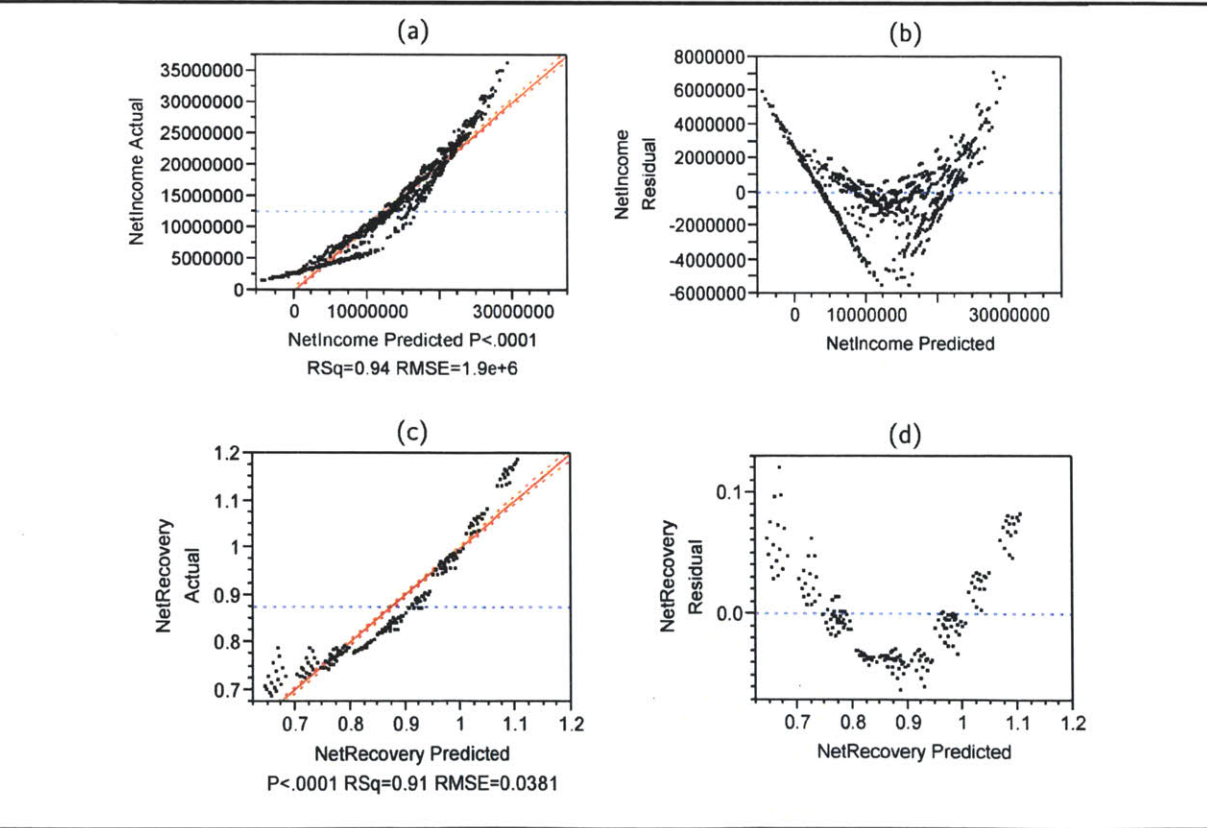 (a)
NetIncome Actual
35000000
30000000
25000000
20000000
15000000
10000000
5000000
0
0 10000000 30000000
NetIncome Predicted P<.0001
RSq=0.94 RMSE=1.9e+6
(b)
NetIncome
Residual
8000000
6000000
4000000
2000000
0
-2000000
-4000000
-6000000
0 10000000 30000000
NetIncome Predicted
(c)
NetRecovery
Actual
1.2
1.1
1
0.9
0.8
0.7
0.7 0.8 0.9 1 1.1 1.2
NetRecovery Predicted
P<.0001 RSq=0.91 RMSE=0.0381
(d)
NetRecovery
Residual
0.1
0.0
0.7 0.8 0.9 1 1.1 1.2
NetRecovery Predicted